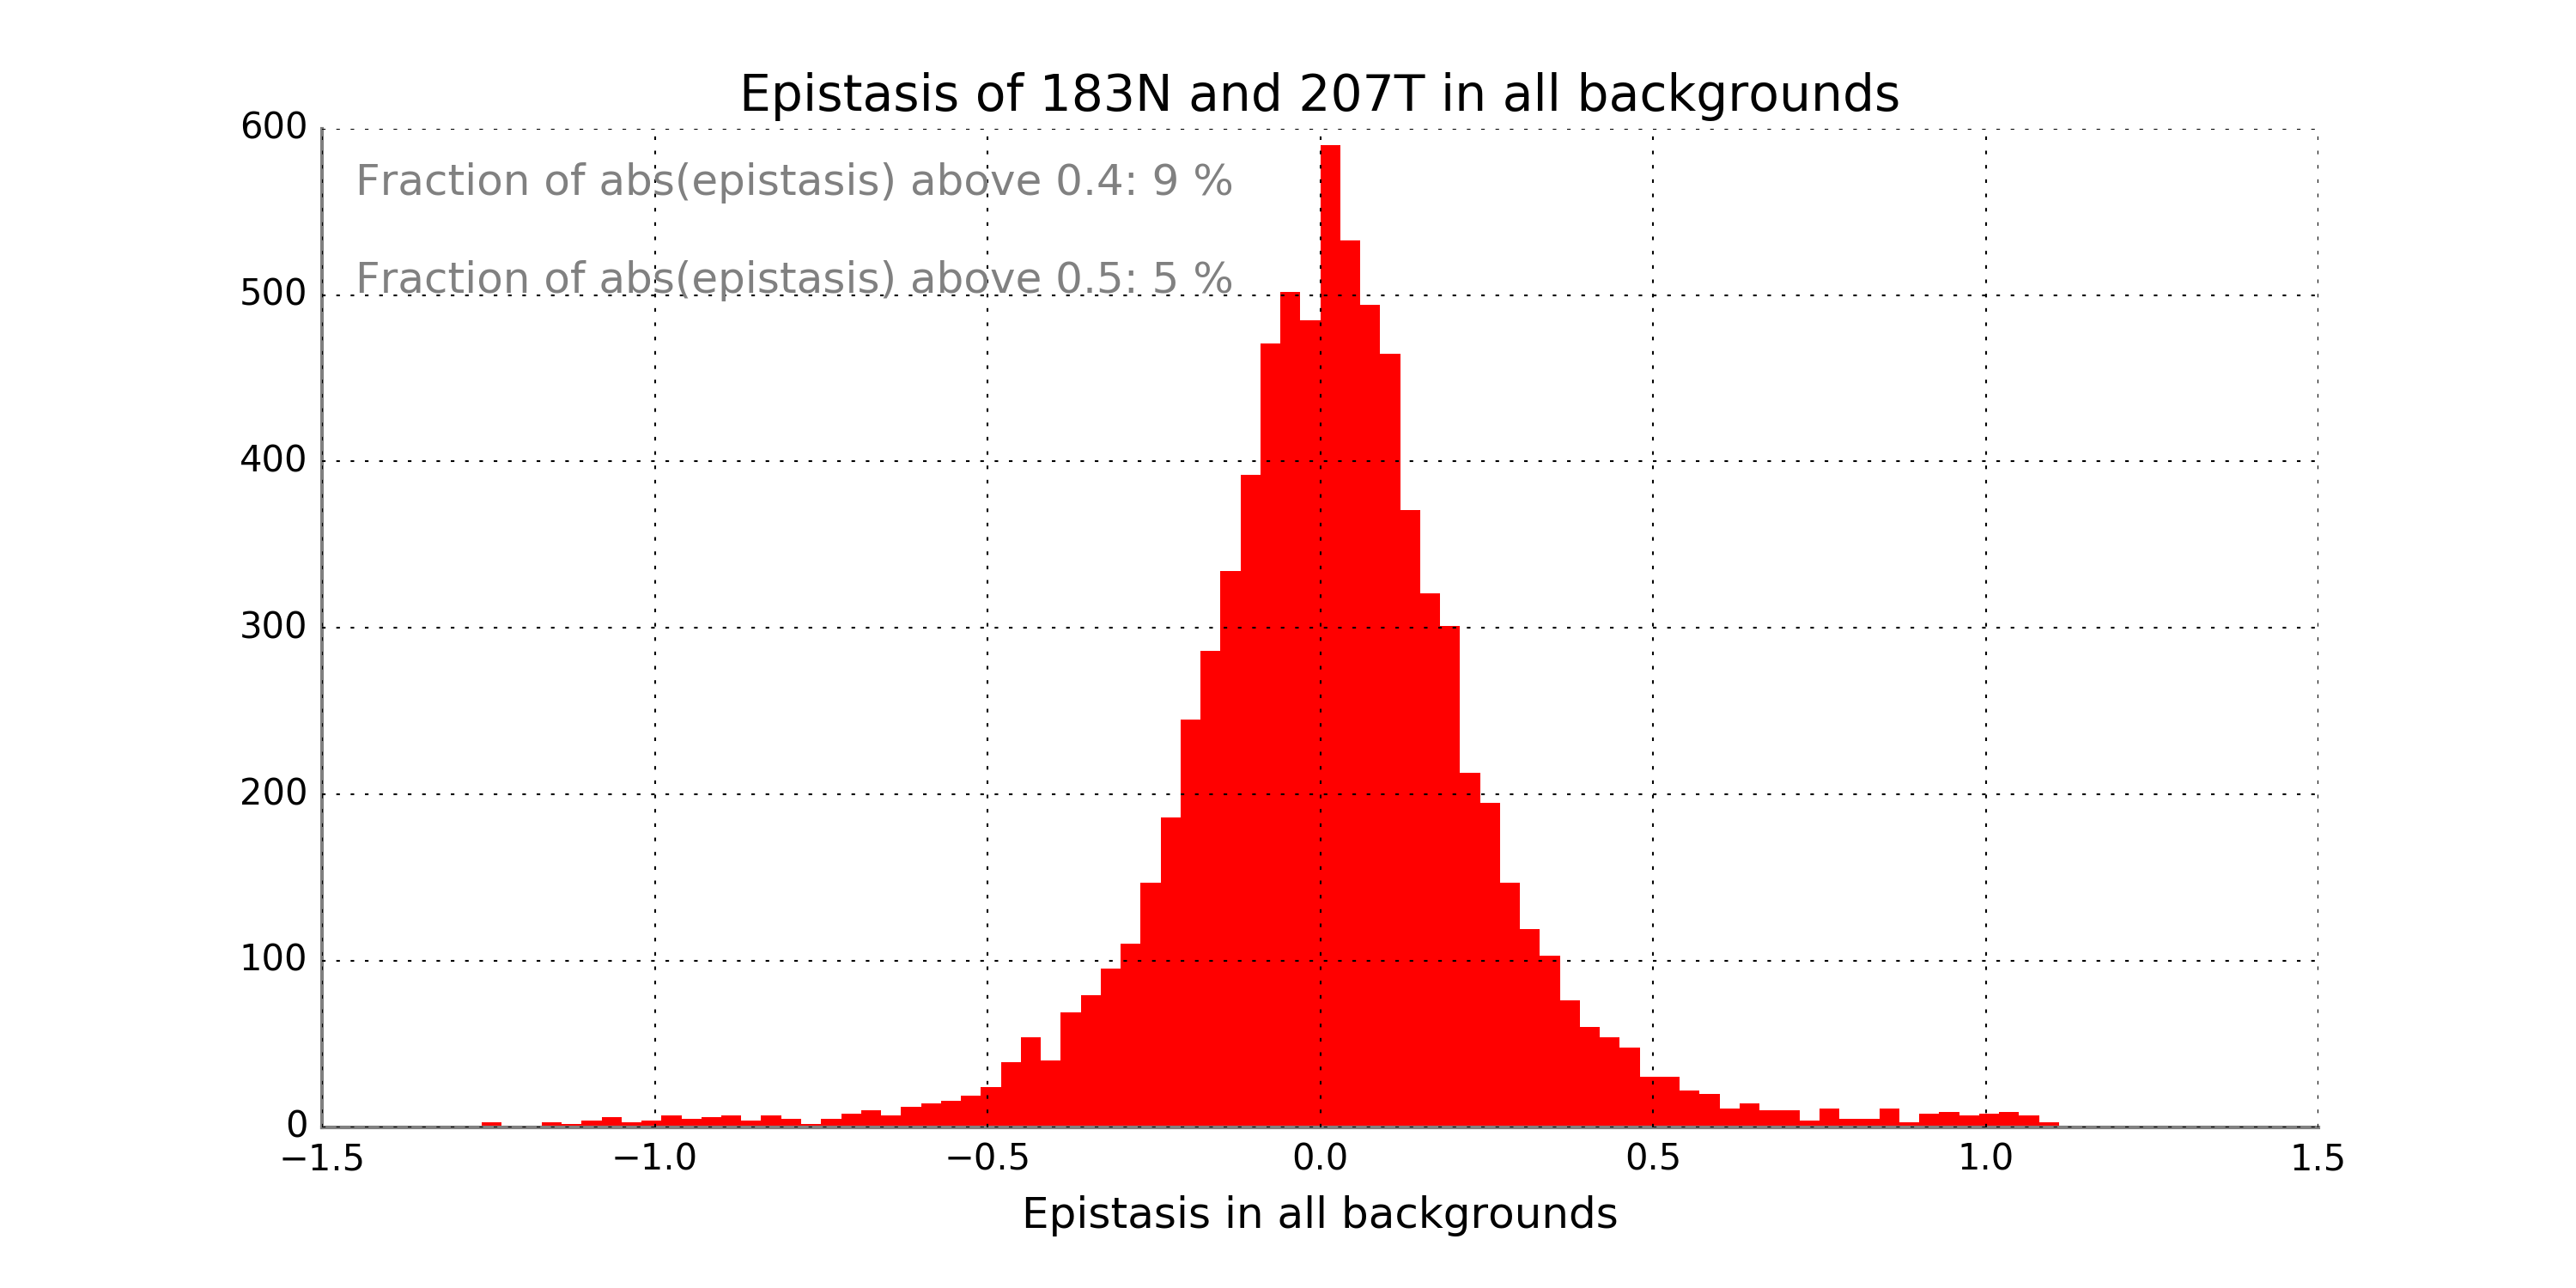 Epistasis of 183N and 207T in all backgrounds
600
Fraction of abs(epistasis) above 0.4: 9 %
Fraction of abs(epistasis) above 0.5: 5 %
500
400
300
200
100
0
−1.5 −1.0 −0.5 0.0 0.5 1.0 1.5
Epistasis in all backgrounds